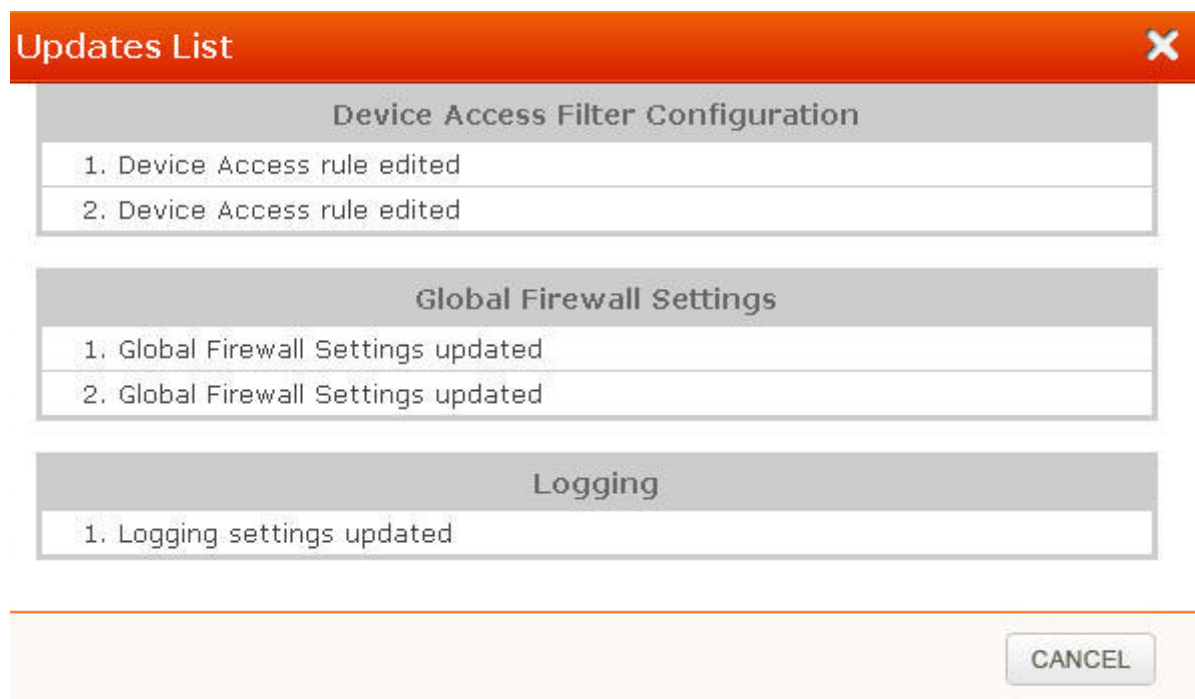 Updates List
Device Access Filter Configuration
1. Device Access rule edited
2. Device Access rule edited
Global Firewall Settings
1. Global Firewall Settings updated
2. Global Firewall Settings updated
Logging
1. Logging settings updated
CANCEL